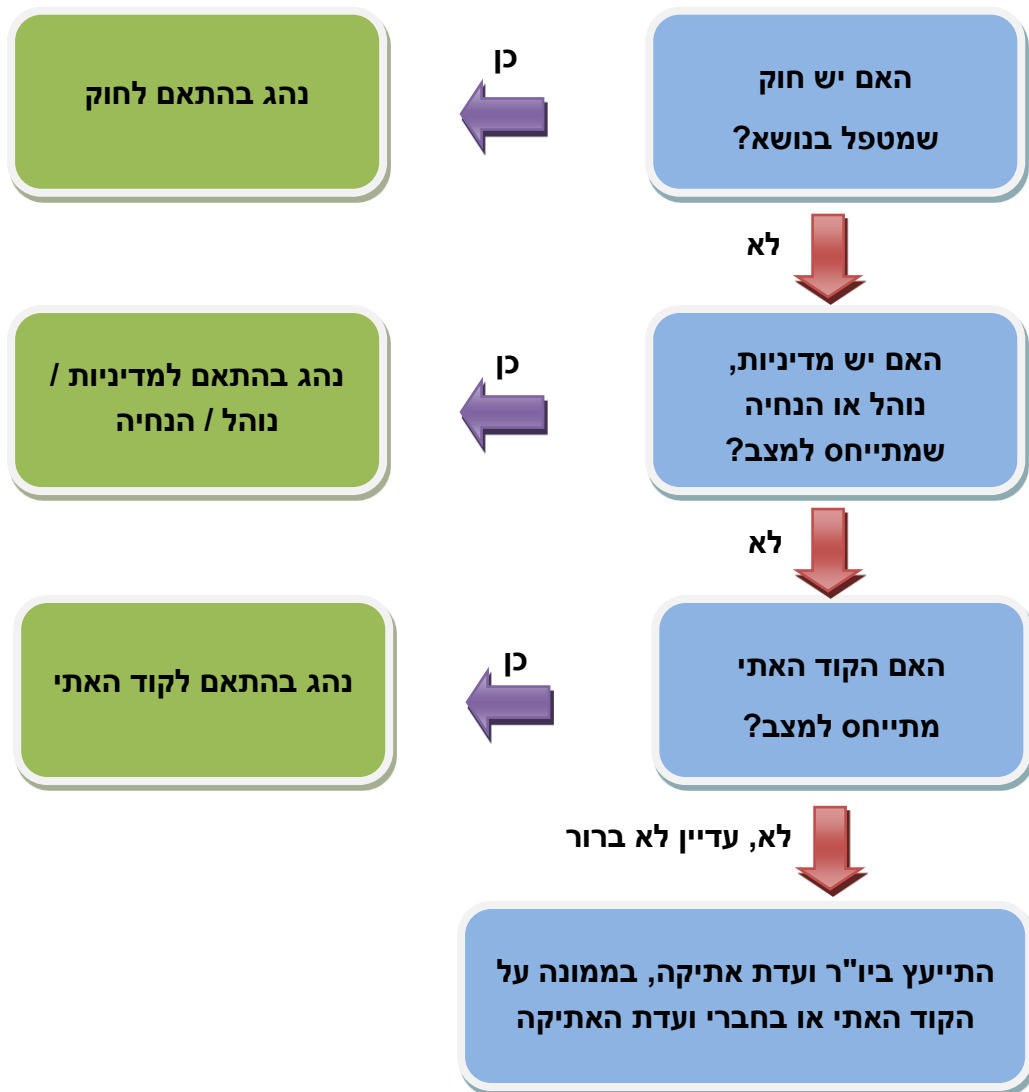 האם יש חוק
שמטפל בנושא?
כן
נהג בהתאם לחוק
לא
האם יש מדיניות,
נוהל או הנחיה
שמתייחס למצב?
כן
נהג בהתאם למדיניות /
נוהל / הנחיה
לא
האם הקוד האתי
מתייחס למצב?
כן
נהג בהתאם לקוד האתי
לא, עדיין לא ברור
התייעץ ביו"ר ועדת אתיקה, בממונה על
הקוד האתי או בחברי ועדת האתיקה